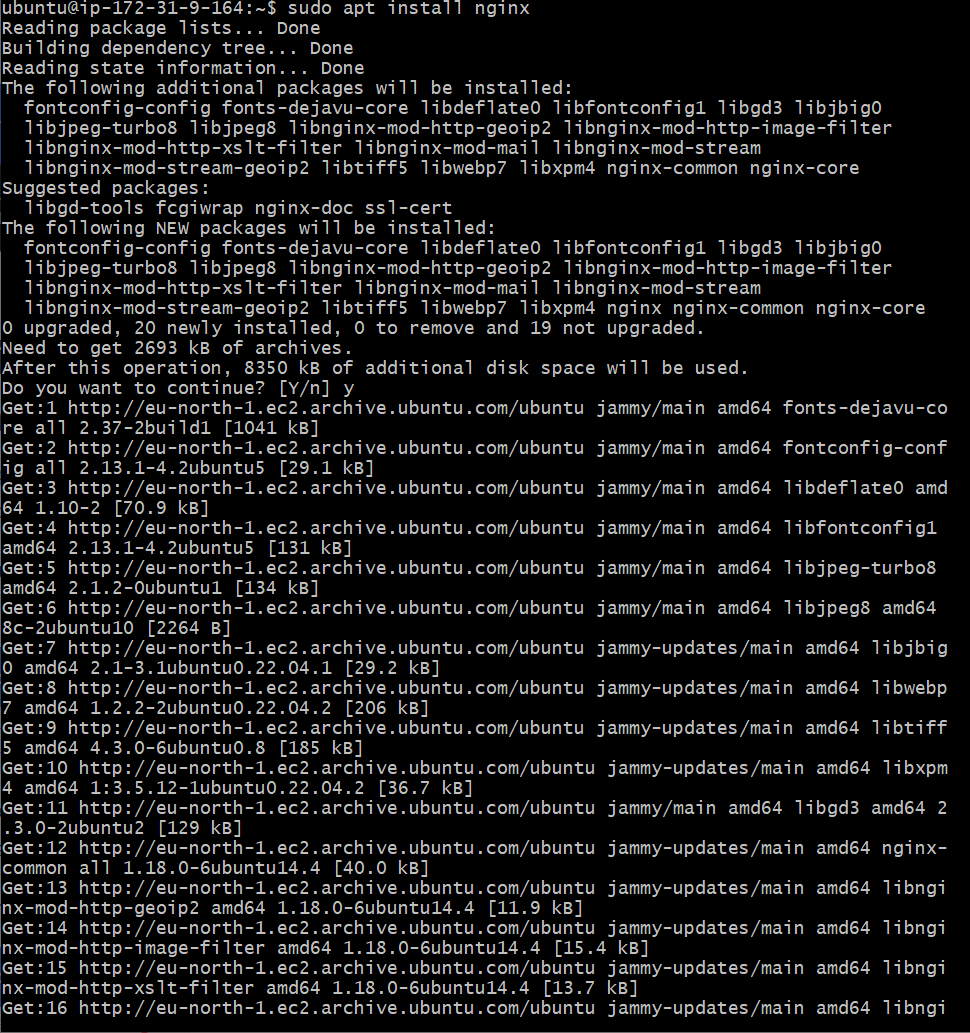 ubuntu@ip-172-31-9-164:~$ sudo apt install nginx
Reading package lists... Done
Building dependency tree... Done
Reading state information... Done
The following additional packages will be installed:
  fontconfig-config fonts-dejavu-core libdeflate0 libfontconfig1 libgd3 libjbig0
  libjpeg-turbo8 libjpeg8 libnginx-mod-http-geoip2 libnginx-mod-http-image-filter
  libnginx-mod-http-xslt-filter libnginx-mod-mail libnginx-mod-stream
  libnginx-mod-stream-geoip2 libtiff5 libwebp7 libxpm4 nginx-common nginx-core
Suggested packages:
  libgd-tools fcgiwrap nginx-doc ssl-cert
The following NEW packages will be installed:
  fontconfig-config fonts-dejavu-core libdeflate0 libfontconfig1 libgd3 libjbig0
  libjpeg-turbo8 libjpeg8 libnginx-mod-http-geoip2 libnginx-mod-http-image-filter
  libnginx-mod-http-xslt-filter libnginx-mod-mail libnginx-mod-stream
  libnginx-mod-stream-geoip2 libtiff5 libwebp7 libxpm4 nginx nginx-common nginx-core
0 upgraded, 20 newly installed, 0 to remove and 19 not upgraded.
Need to get 2693 kB of archives.
After this operation, 8350 kB of additional disk space will be used.
Do you want to continue? [Y/n] y
Get:1 http://eu-north-1.ec2.archive.ubuntu.com/ubuntu jammy/main amd64 fonts-dejavu-co
re all 2.37-2build1 [1041 kB]
Get:2 http://eu-north-1.ec2.archive.ubuntu.com/ubuntu jammy/main amd64 fontconfig-conf
ig all 2.13.1-4.2ubuntu5 [29.1 kB]
Get:3 http://eu-north-1.ec2.archive.ubuntu.com/ubuntu jammy/main amd64 libdeflate0 amd
64 1.10-2 [70.9 kB]
Get:4 http://eu-north-1.ec2.archive.ubuntu.com/ubuntu jammy/main amd64 libfontconfig1
amd64 2.13.1-4.2ubuntu5 [131 kB]
Get:5 http://eu-north-1.ec2.archive.ubuntu.com/ubuntu jammy/main amd64 libjpeg-turbo8
amd64 2.1.2-0ubuntu1 [134 kB]
Get:6 http://eu-north-1.ec2.archive.ubuntu.com/ubuntu jammy/main amd64 libjpeg8 amd64
8c-2ubuntu10 [2264 B]
Get:7 http://eu-north-1.ec2.archive.ubuntu.com/ubuntu jammy-updates/main amd64 libjbig
0 amd64 2.1-3.1ubuntu0.22.04.1 [29.2 kB]
Get:8 http://eu-north-1.ec2.archive.ubuntu.com/ubuntu jammy-updates/main amd64 libwebp
7 amd64 1.2.2-2ubuntu0.22.04.2 [206 kB]
Get:9 http://eu-north-1.ec2.archive.ubuntu.com/ubuntu jammy-updates/main amd64 libtiff
5 amd64 4.3.0-6ubuntu0.8 [185 kB]
Get:10 http://eu-north-1.ec2.archive.ubuntu.com/ubuntu jammy-updates/main amd64 libxpm
4 amd64 1:3.5.12-1ubuntu0.22.04.2 [36.7 kB]
Get:11 http://eu-north-1.ec2.archive.ubuntu.com/ubuntu jammy/main amd64 libgd3 amd64 2
.3.0-2ubuntu2 [129 kB]
Get:12 http://eu-north-1.ec2.archive.ubuntu.com/ubuntu jammy-updates/main amd64 nginx-
common all 1.18.0-6ubuntu14.4 [40.0 kB]
Get:13 http://eu-north-1.ec2.archive.ubuntu.com/ubuntu jammy-updates/main amd64 libngi
nx-mod-http-geoip2 amd64 1.18.0-6ubuntu14.4 [11.9 kB]
Get:14 http://eu-north-1.ec2.archive.ubuntu.com/ubuntu jammy-updates/main amd64 libngi
nx-mod-http-image-filter amd64 1.18.0-6ubuntu14.4 [15.4 kB]
Get:15 http://eu-north-1.ec2.archive.ubuntu.com/ubuntu jammy-updates/main amd64 libngi
nx-mod-http-xslt-filter amd64 1.18.0-6ubuntu14.4 [13.7 kB]
Get:16 http://eu-north-1.ec2.archive.ubuntu.com/ubuntu jammy-updates/main amd64 libngi